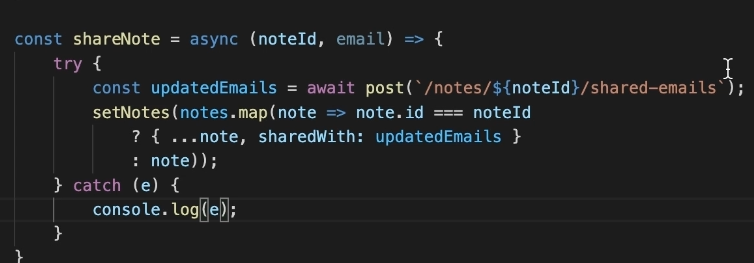 const shareNote = async (noteId, email) => {
    try {
        const updatedEmails = await post(`/notes/${noteId}/shared-emails`);
        setNotes(notes.map(note => note.id === noteId
            ? { ...note, sharedWith: updatedEmails }
            : note));
    } catch (e) {
        console.log(e);
    }
}